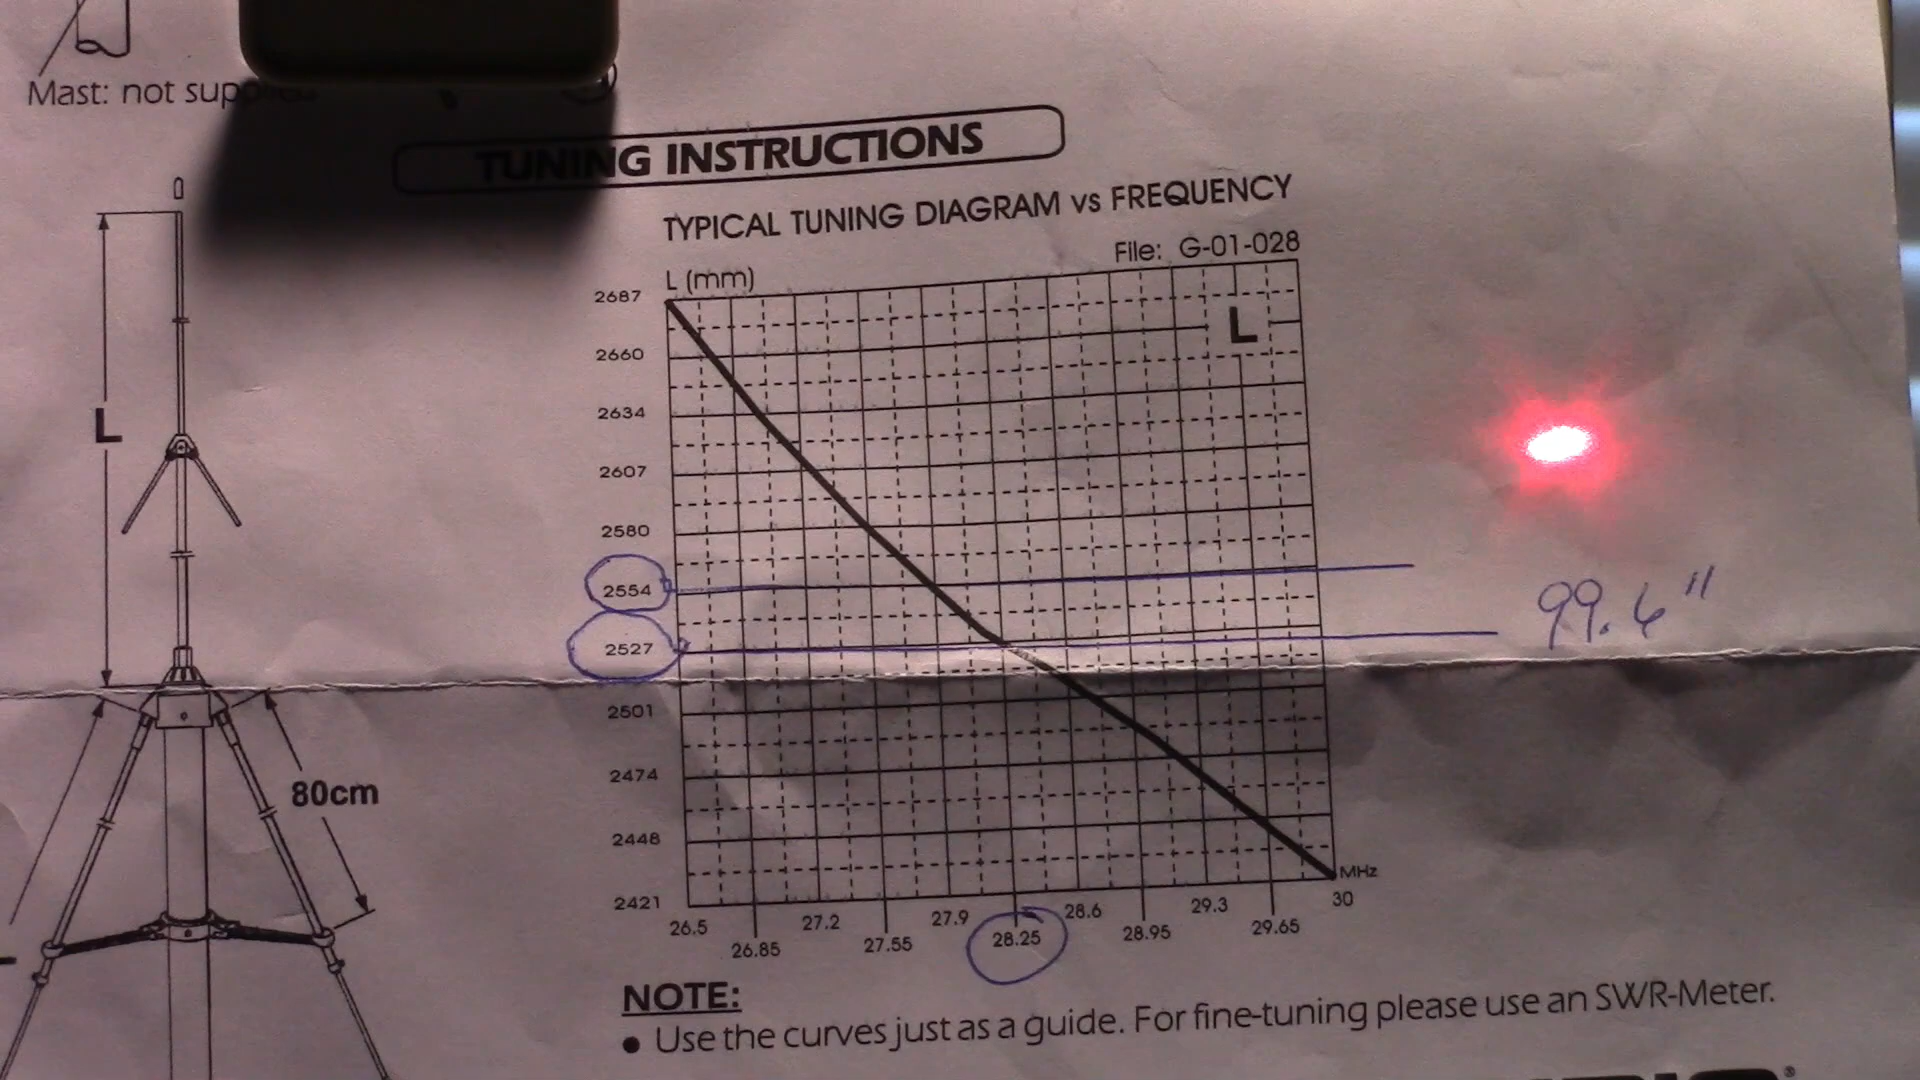 Mast: not
TUNING INSTRUCTIONS
TYPICAL TUNING DIAGRAM vs FREQUENCY
File: G-01-028
L (mm)
2687
L
2660
2634
L
2607
2580
2554
99.6"
2527
2501
2474
80cm
2448
2421
MHz
26.5
26.85
27.2
27.55
27.9
28.25
28.6
28.95
29.3
29.65
30
NOTE:
• Use the curves just as a guide. For fine-tuning please use an SWR-Meter.